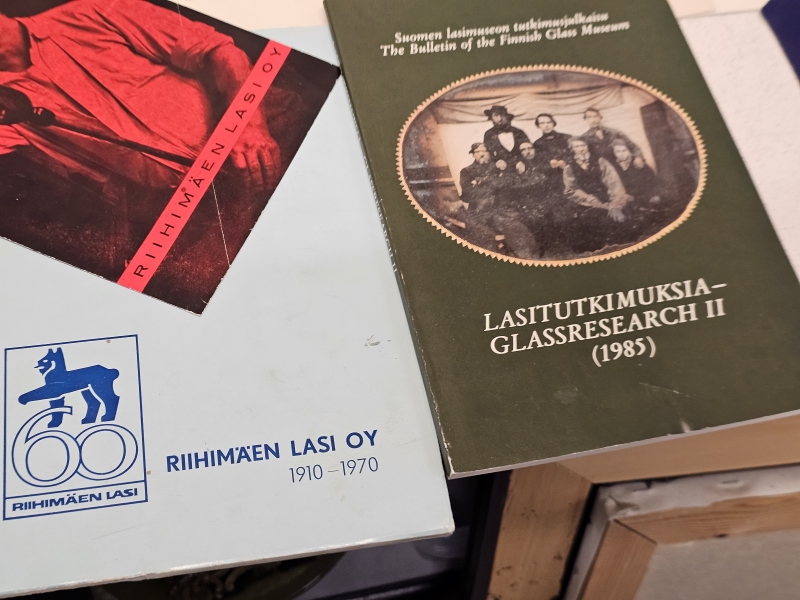 RIIHIMÄEN LASI OY
60
RIIHIMÄEN LASI
RIIHIMÄEN LASI OY
1910–1970
Suomen lasimuseon tutkimusjulkaisu
The Bulletin of the Finnish Glass Museum
LASITUTKIMUKSIA–
GLASSRESEARCH II
(1985)